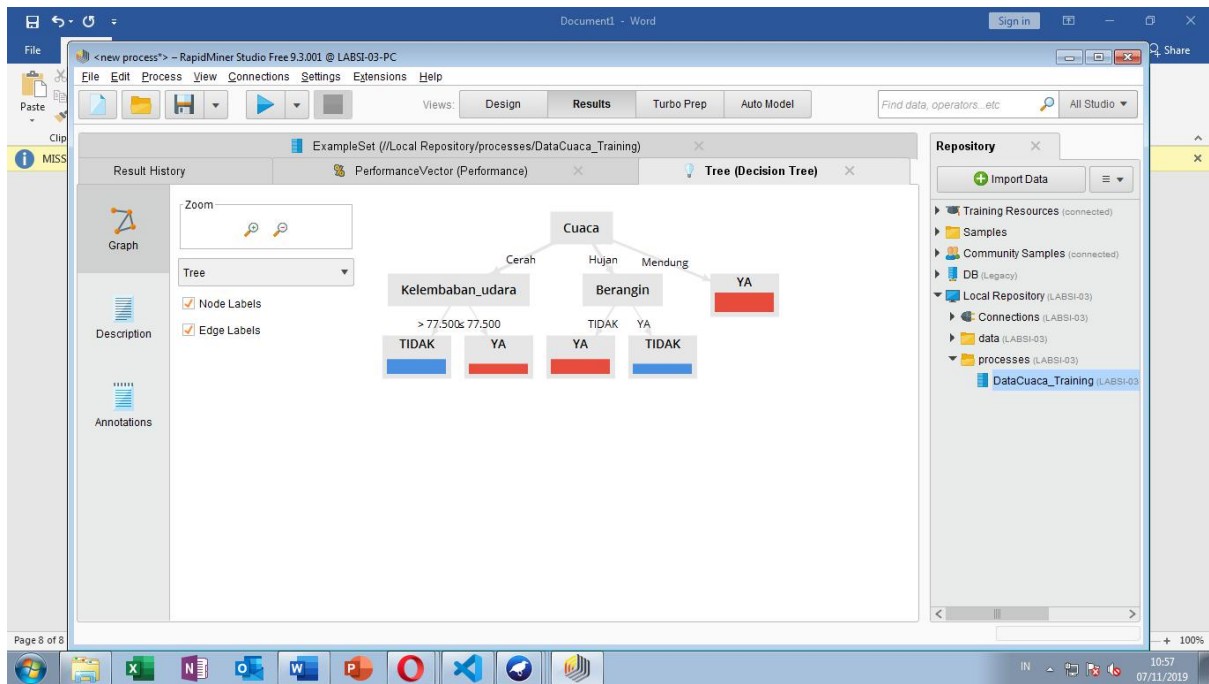 Document1 - Word
Sign in
File
Share
<new process*> – RapidMiner Studio Free 9.3.001 @ LABSI-03-PC
File Edit Process View Connections Settings Extensions Help
Paste
Views: Design Results Turbo Prep Auto Model
Find data, operators...etc
All Studio
Clip
MISS
ExampleSet (//Local Repository/processes/DataCuaca_Training)
Result History
PerformanceVector (Performance)
Tree (Decision Tree)
Repository
Import Data
Graph
Description
Annotations
Zoom
Tree
Node Labels
Edge Labels
Cuaca
Cerah Hujan Mendung
Kelembaban_udara Berangin YA
> 77.500 ≤ 77.500 TIDAK YA
TIDAK YA YA TIDAK
Training Resources (connected)
Samples
Community Samples (connected)
DB (Legacy)
Local Repository (LABSI-03)
Connections (LABSI-03)
data (LABSI-03)
processes (LABSI-03)
DataCuaca_Training (LABSI-03
Page 8 of 8
100%
IN
10:57
07/11/2019